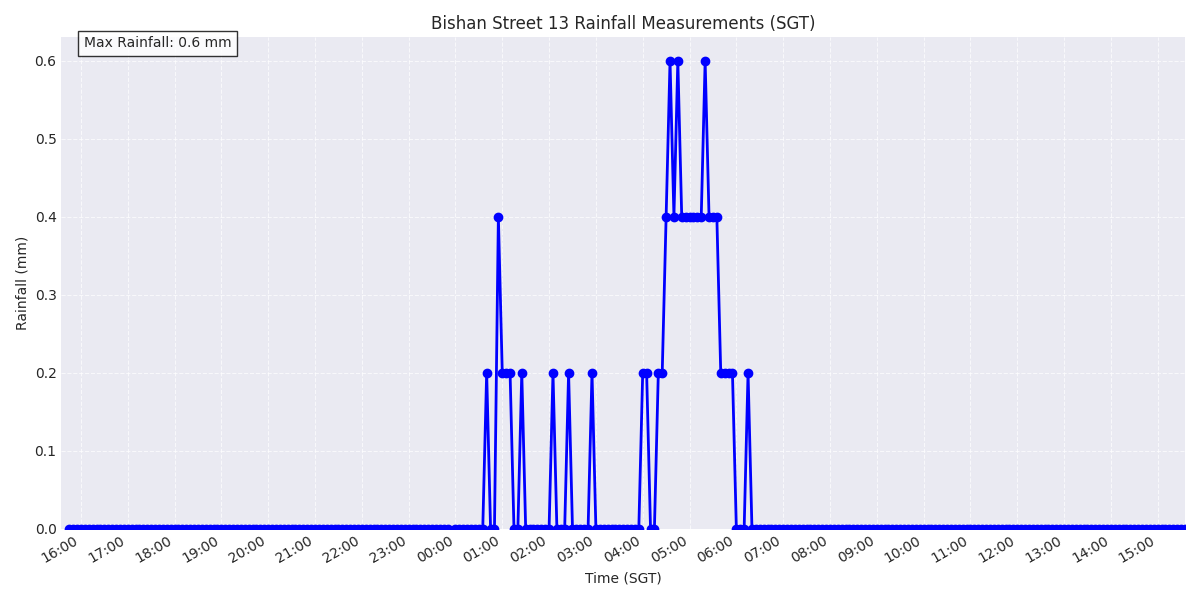 Bishan Street 13 Rainfall Measurements (SGT)
Max Rainfall: 0.6 mm
Rainfall (mm)
0.6
0.5
0.4
0.3
0.2
0.1
0.0
16:00 17:00 18:00 19:00 20:00 21:00 22:00 23:00 00:00 01:00 02:00 03:00 04:00 05:00 06:00 07:00 08:00 09:00 10:00 11:00 12:00 13:00 14:00 15:00
Time (SGT)